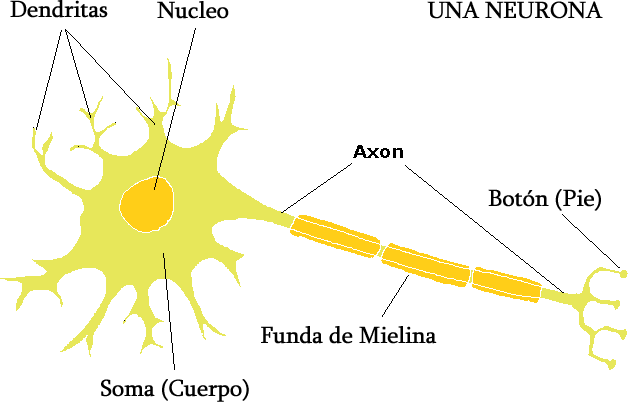 Dendritas
Nucleo
UNA NEURONA
Axon
Botón (Pie)
Funda de Mielina
Soma (Cuerpo)